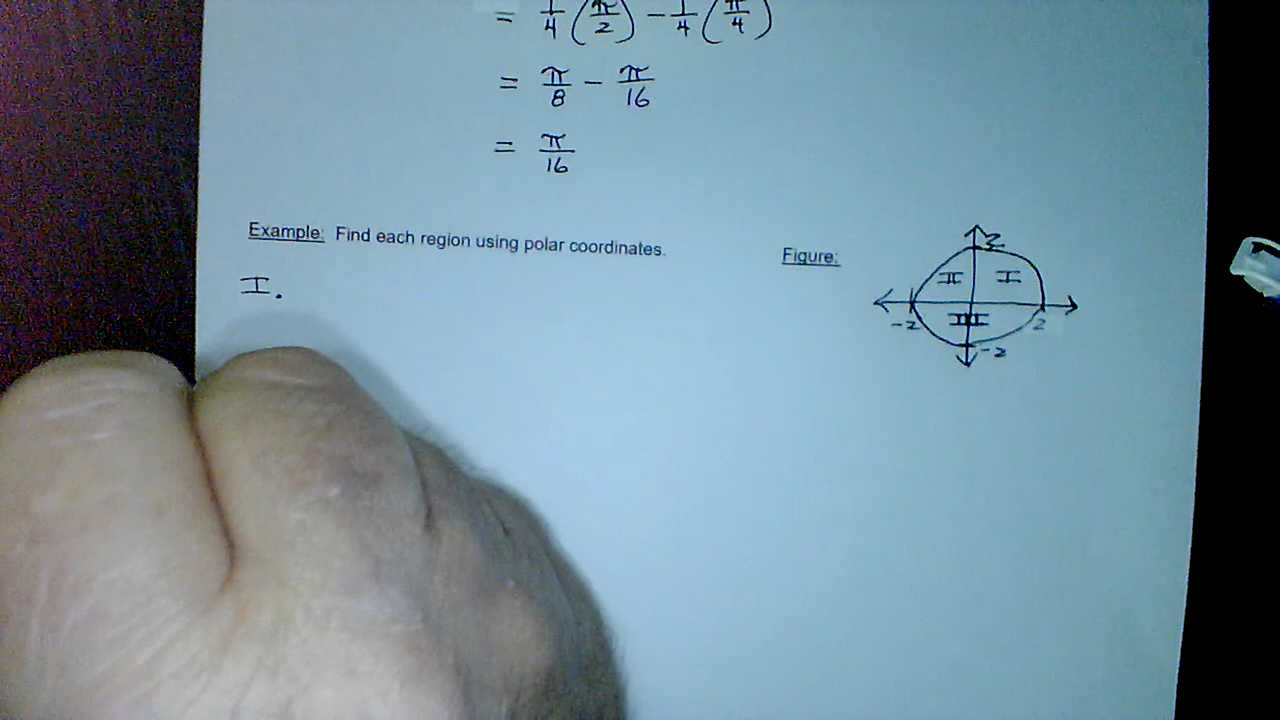 = 1/4 (π/2) - 1/4 (π/4)
= π/8 - π/16
= π/16
Example: Find each region using polar coordinates.
Figure:
I.
2
II I
-2 III 2
-2